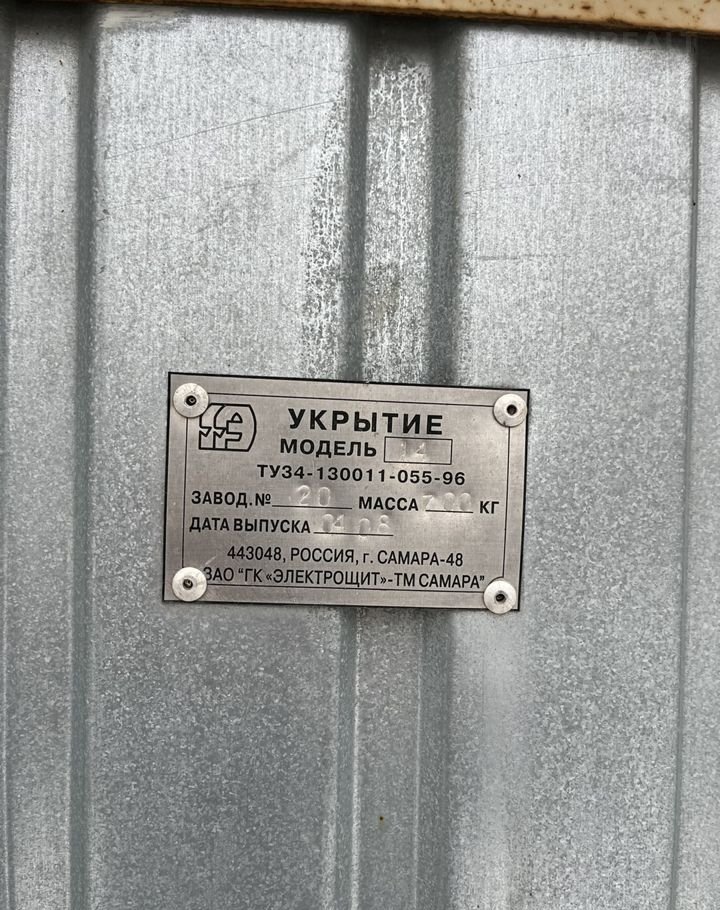 УКРЫТИЕ
МОДЕЛЬ 14
ТУ34-130011-055-96
ЗАВОД.№ 20 МАССА 700 КГ
ДАТА ВЫПУСКА 04 08
443048, РОССИЯ, г. САМАРА-48
ЗАО "ГК «ЭЛЕКТРОЩИТ»-ТМ САМАРА"